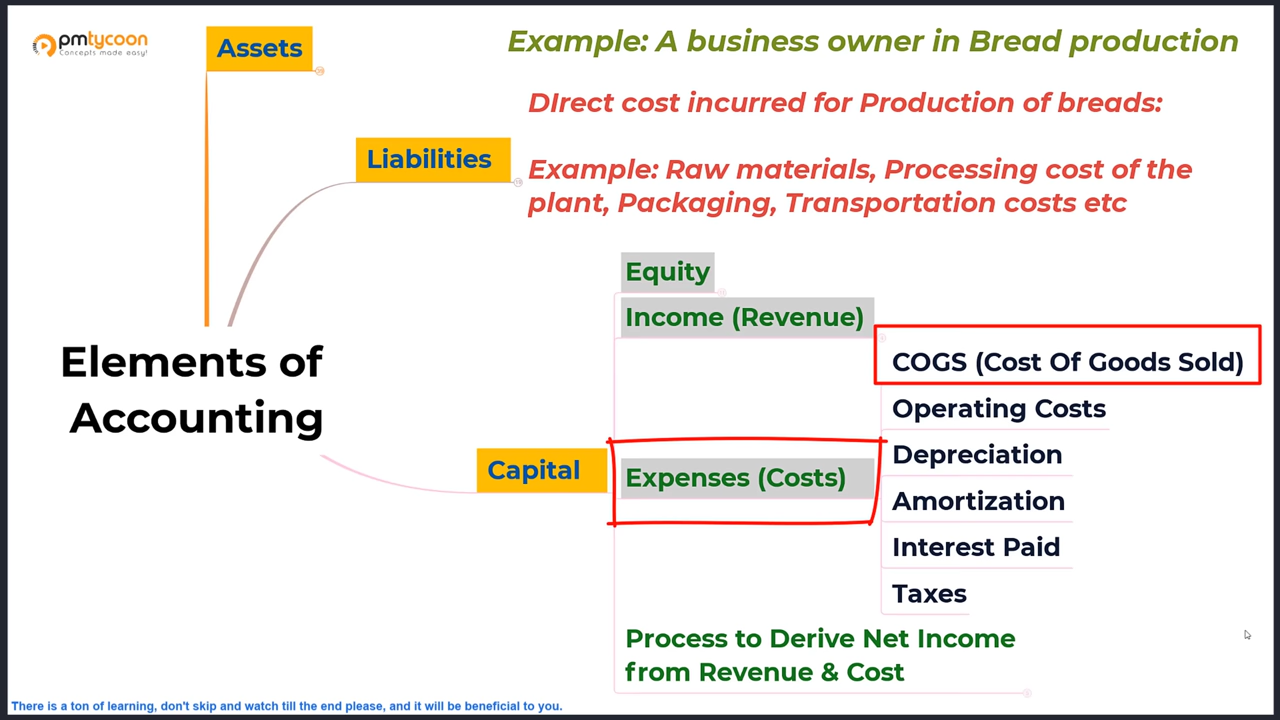 pmtycoon
Concepts made easy!
Assets
Example: A business owner in Bread production
DIrect cost incurred for Production of breads:
Liabilities
Example: Raw materials, Processing cost of the
plant, Packaging, Transportation costs etc
Equity
Income (Revenue)
Elements of
Accounting
COGS (Cost Of Goods Sold)
Operating Costs
Depreciation
Capital
Expenses (Costs)
Amortization
Interest Paid
Taxes
Process to Derive Net Income
from Revenue & Cost
There is a ton of learning, don't skip and watch till the end please, and it will be beneficial to you.